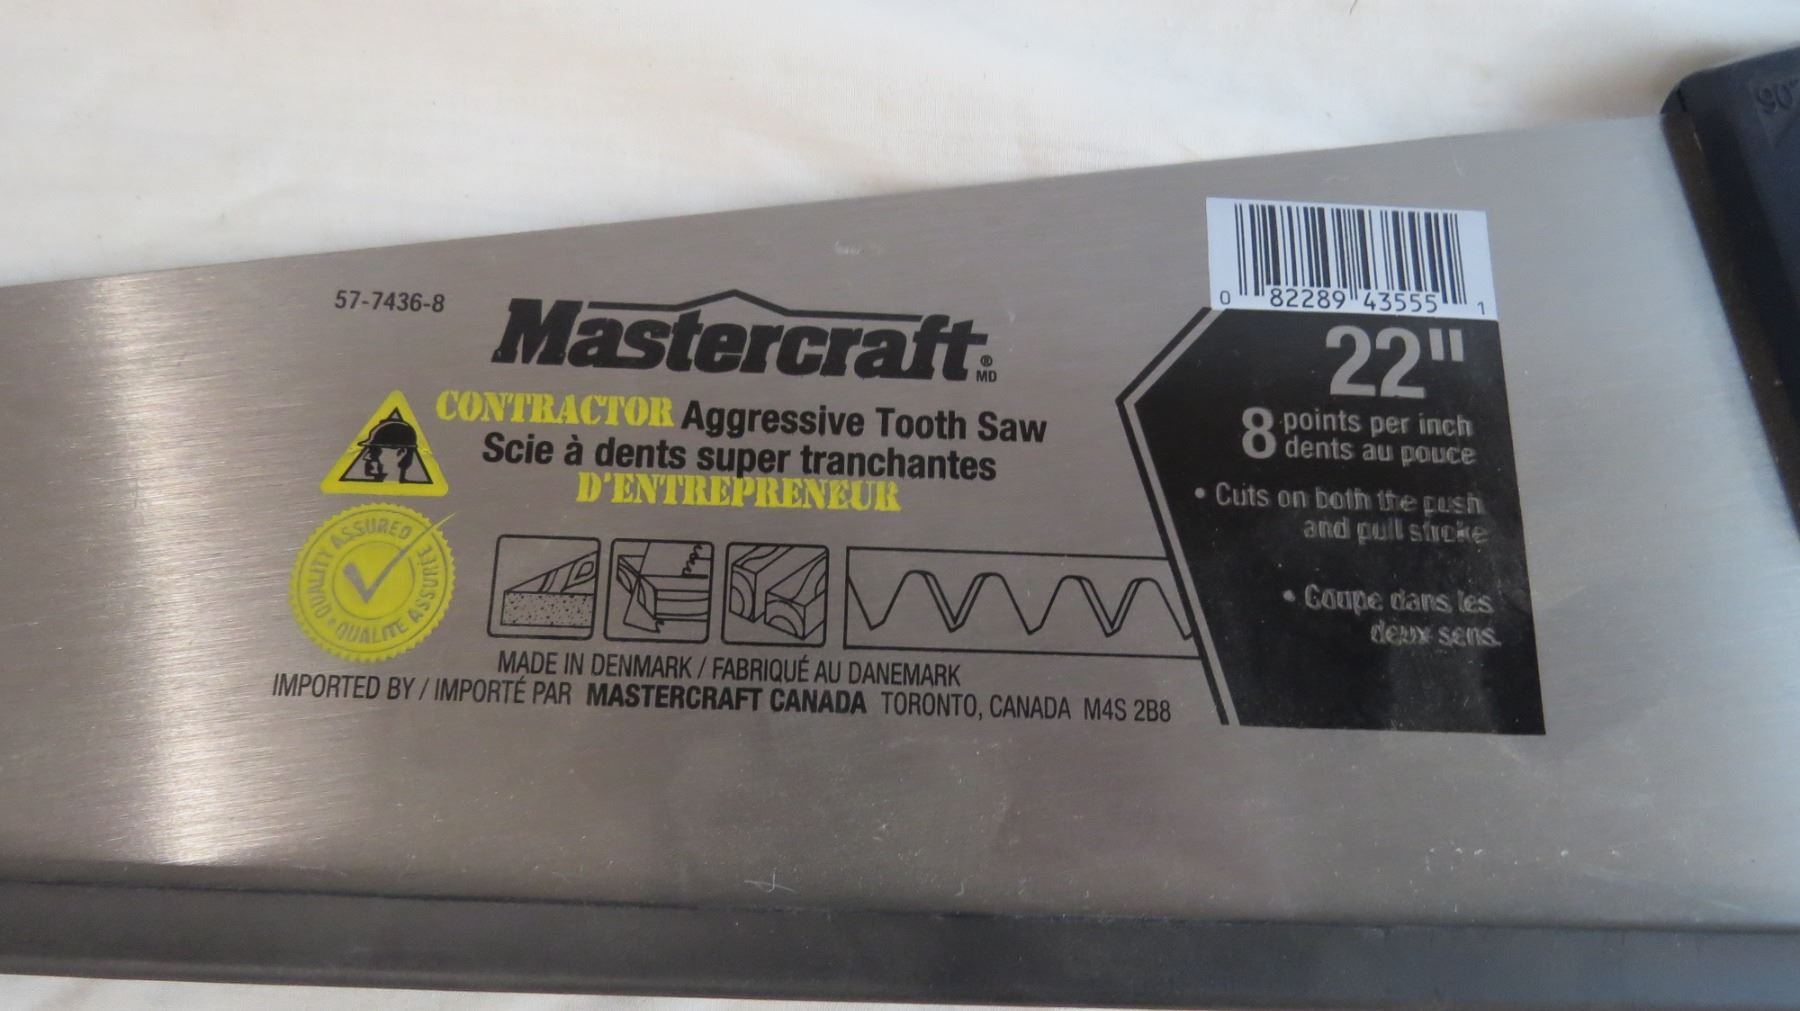 57-7436-8
Mastercraft®
MD
CONTRACTOR Aggressive Tooth Saw
Scie à dents super tranchantes
D'ENTREPRENEUR
QUALITY ASSURED
QUALITÉ ASSURÉE
MADE IN DENMARK / FABRIQUÉ AU DANEMARK
IMPORTED BY / IMPORTÉ PAR MASTERCRAFT CANADA TORONTO, CANADA M4S 2B8
0 82289 43555 1
22"
8 points per inch
dents au pouce
• Cuts on both the push
and pull stroke
• Coupe dans les
deux sens.